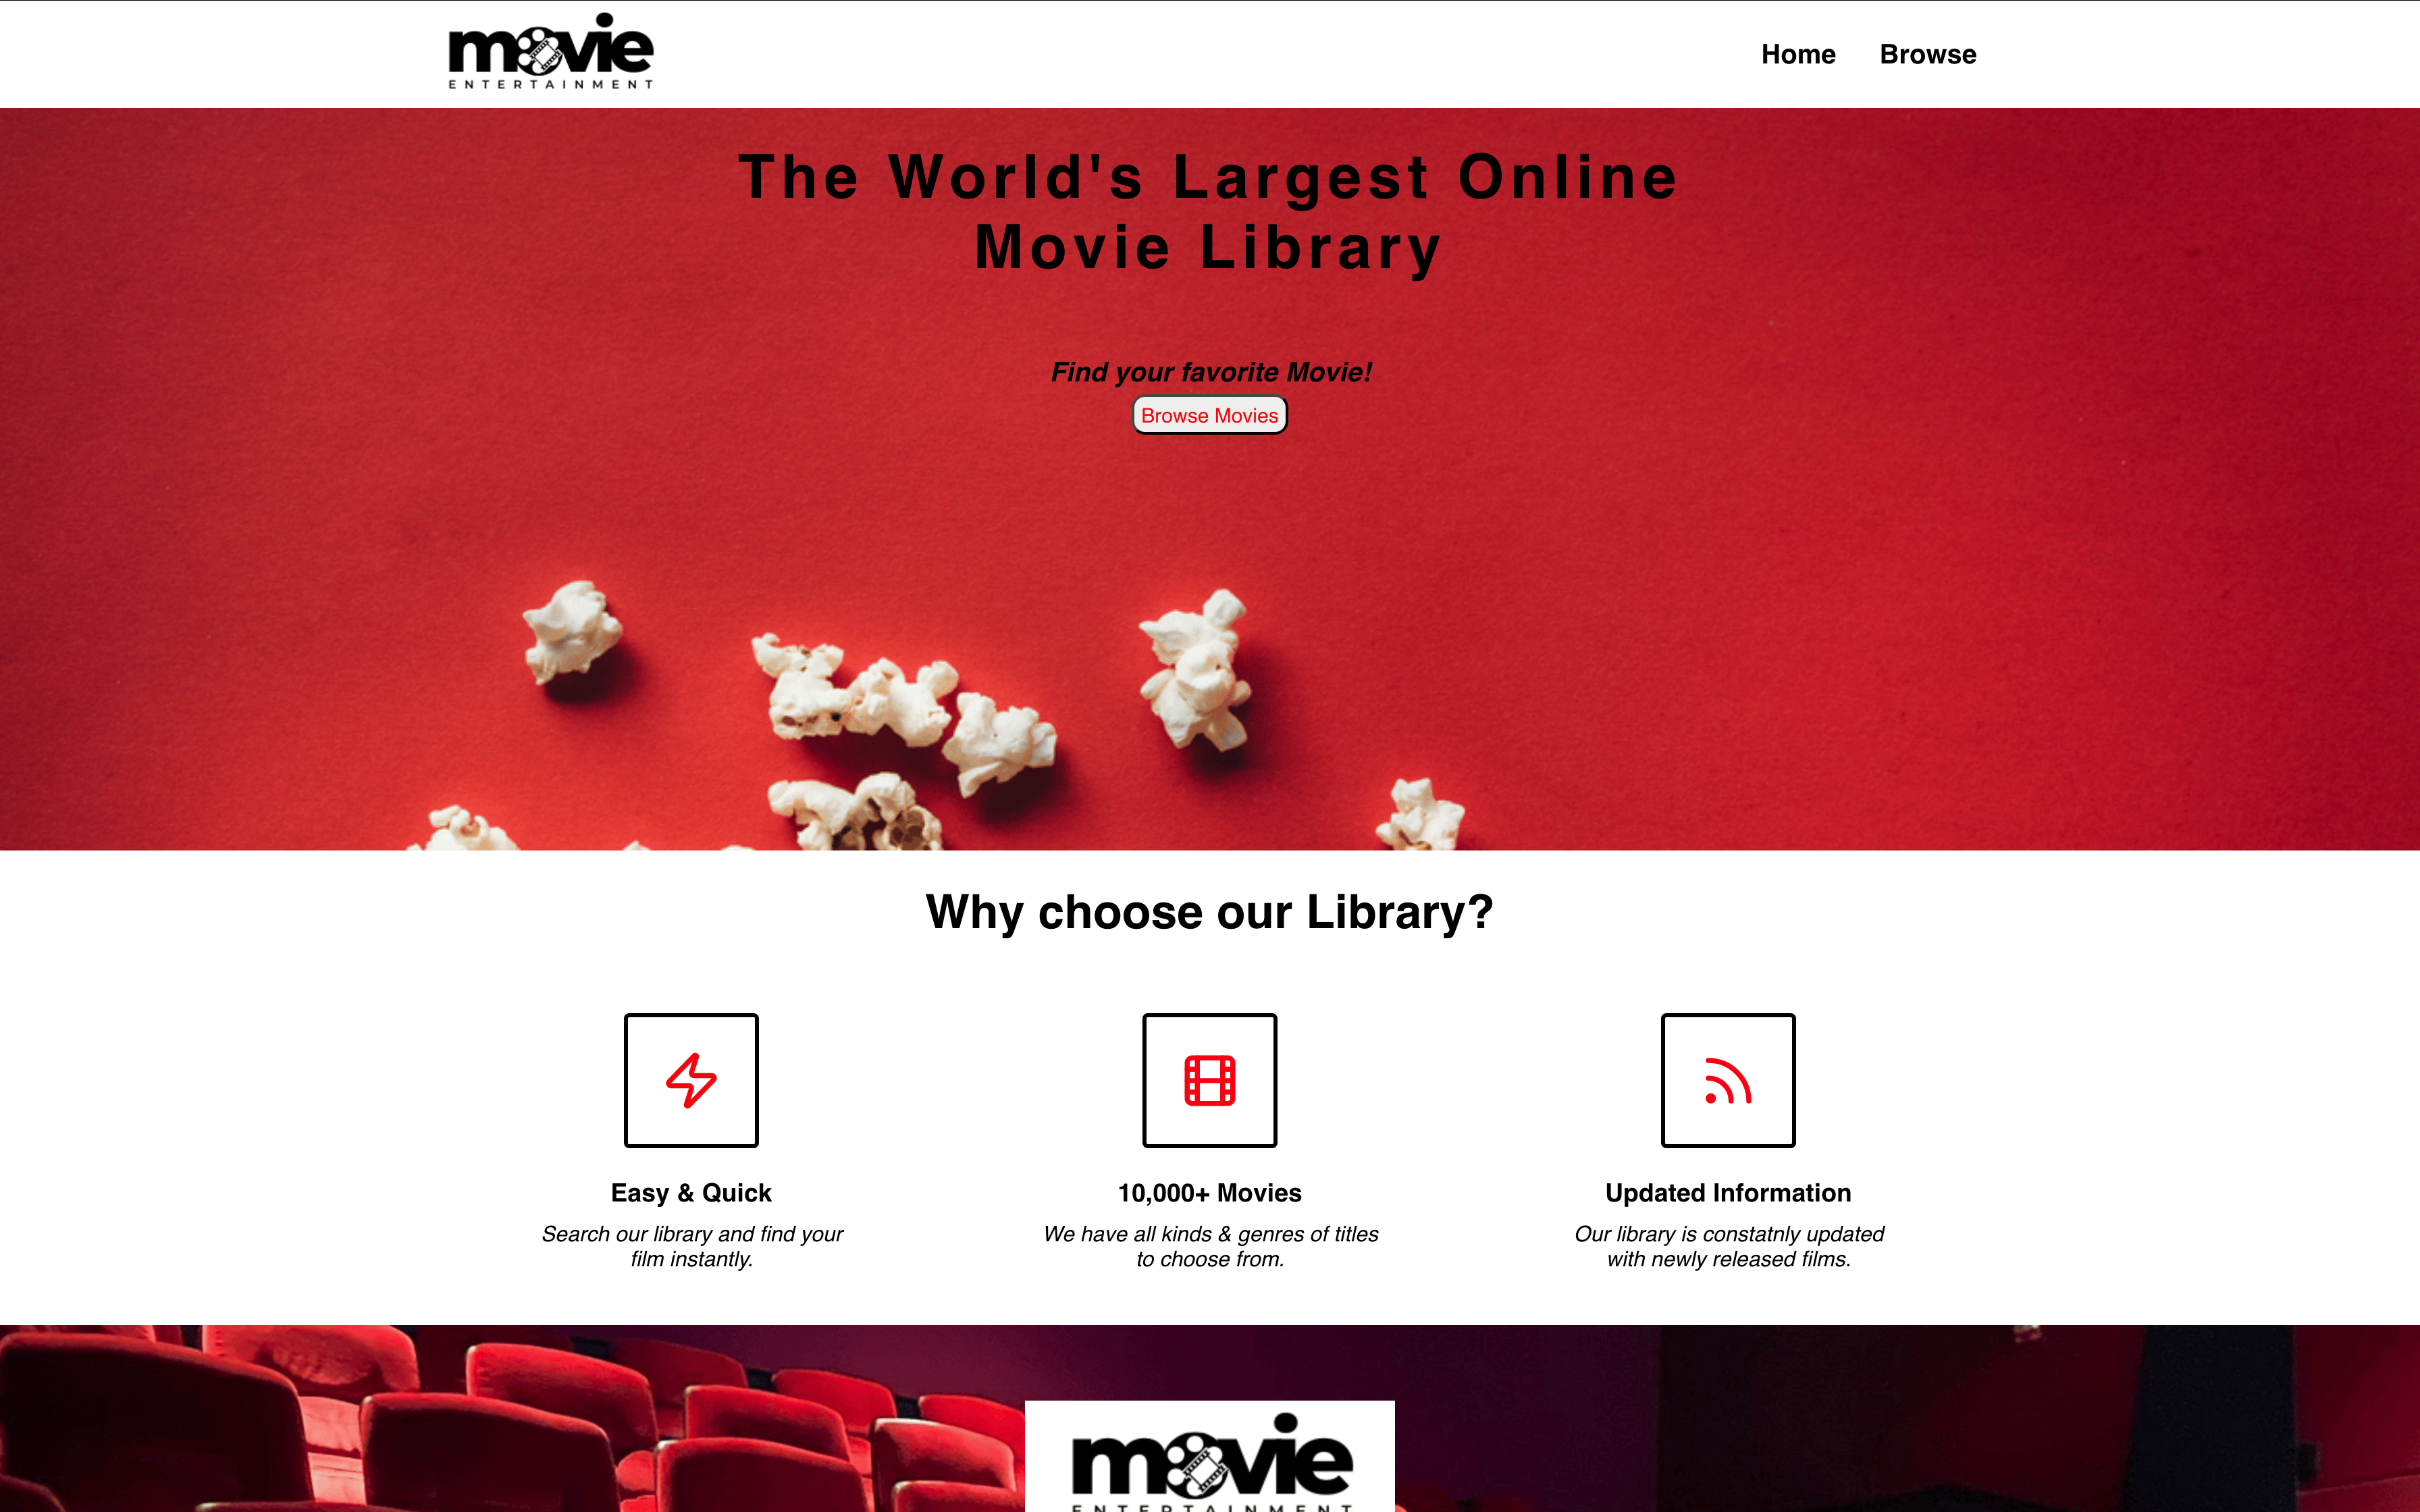 movie
ENTERTAINMENT
Home Browse
The World's Largest Online
Movie Library
Find your favorite Movie!
Browse Movies
Why choose our Library?
Easy & Quick
Search our library and find your
film instantly.
10,000+ Movies
We have all kinds & genres of titles
to choose from.
Updated Information
Our library is constatnly updated
with newly released films.
movie
ENTERTAINMENT